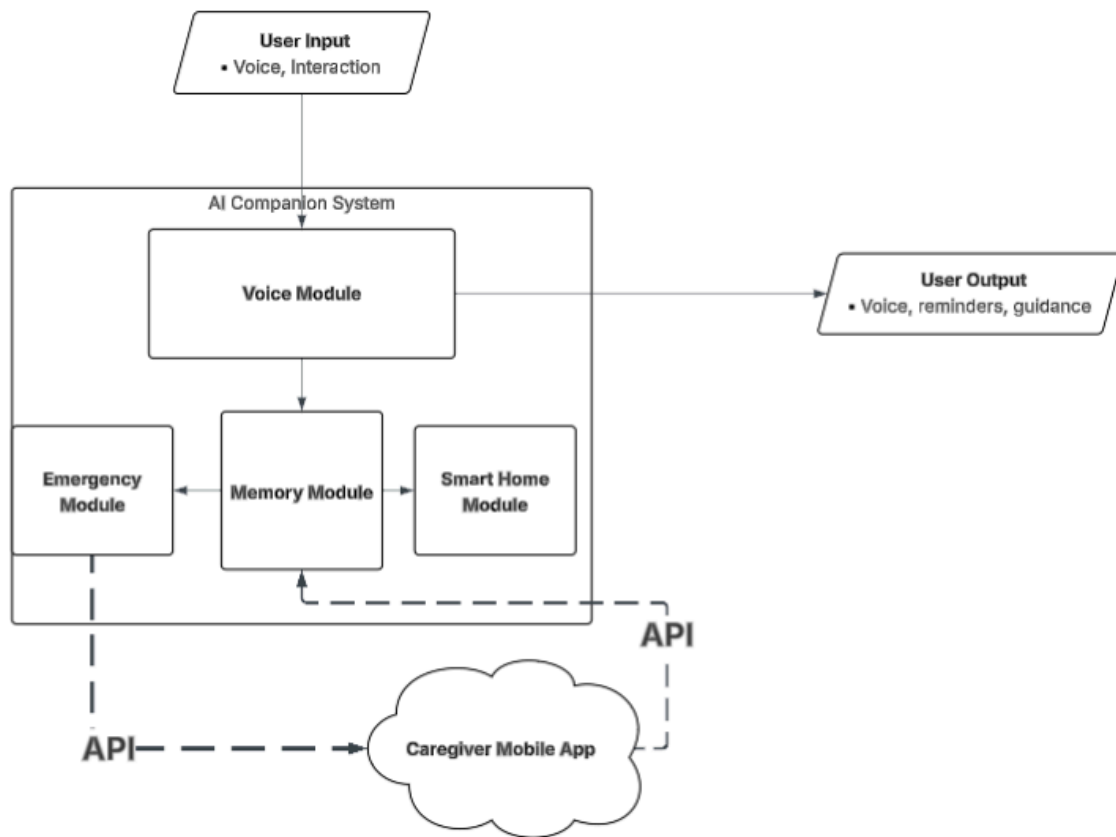 User Input
▪ Voice, Interaction
AI Companion System
Voice Module
User Output
▪ Voice, reminders, guidance
Emergency
Module
Memory Module
Smart Home
Module
API
API
Caregiver Mobile App